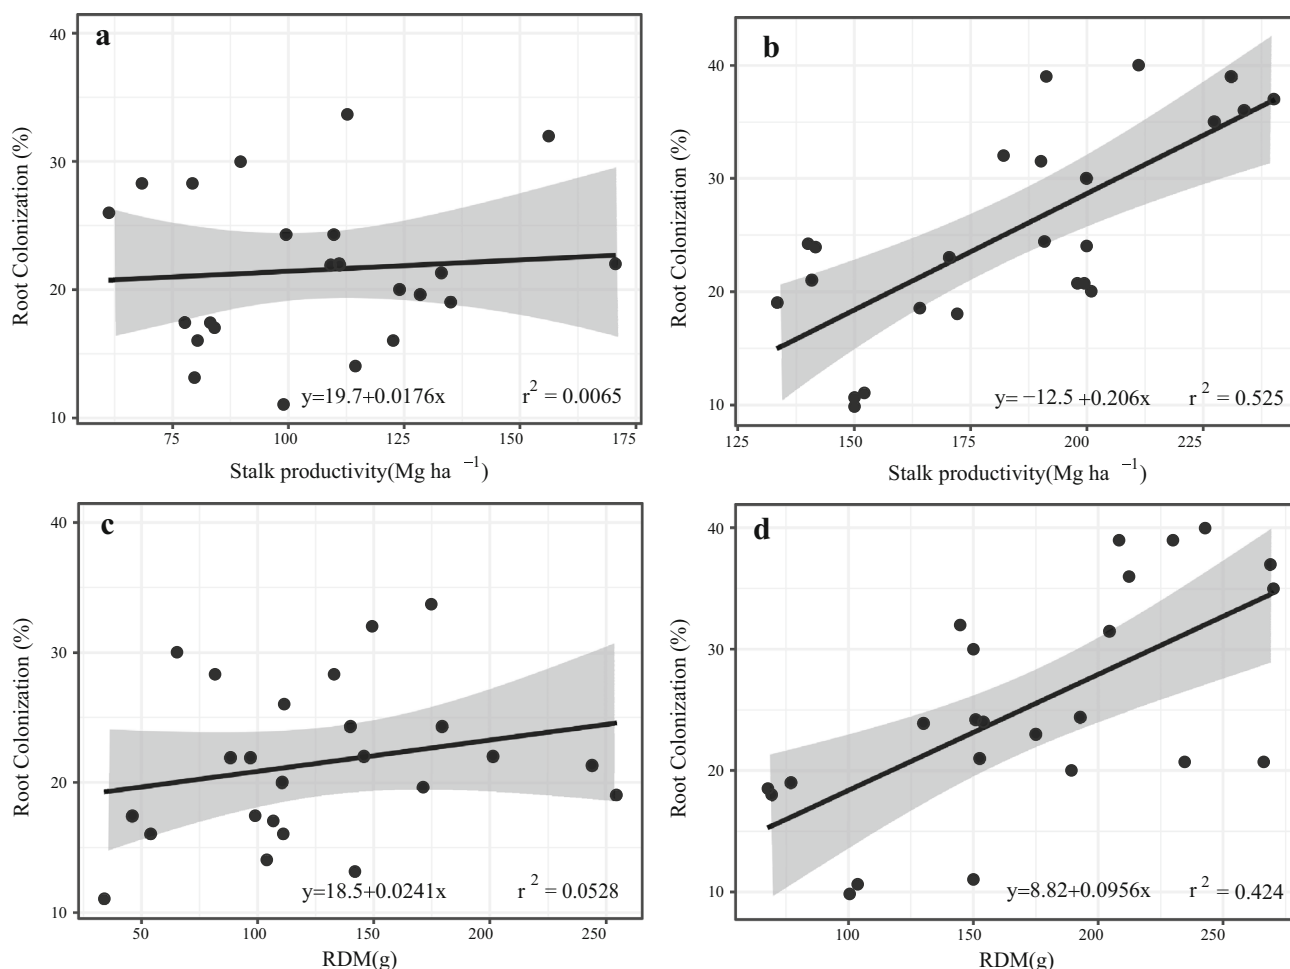 a
40
30
20
10
Root Colonization (%)
y=19.7+0.0176x
r 2 = 0.0065
75
100
125
150
175
Stalk productivity(Mg ha −1)
b
40
30
20
10
Root Colonization (%)
y= −12.5 +0.206x
r 2 = 0.525
125
150
175
200
225
Stalk productivity(Mg ha −1)
c
40
30
20
10
Root Colonization (%)
y=18.5+0.0241x
r 2 = 0.0528
50
100
150
200
250
RDM(g)
d
40
30
20
10
Root Colonization (%)
y=8.82+0.0956x
r 2 = 0.424
100
150
200
250
RDM(g)